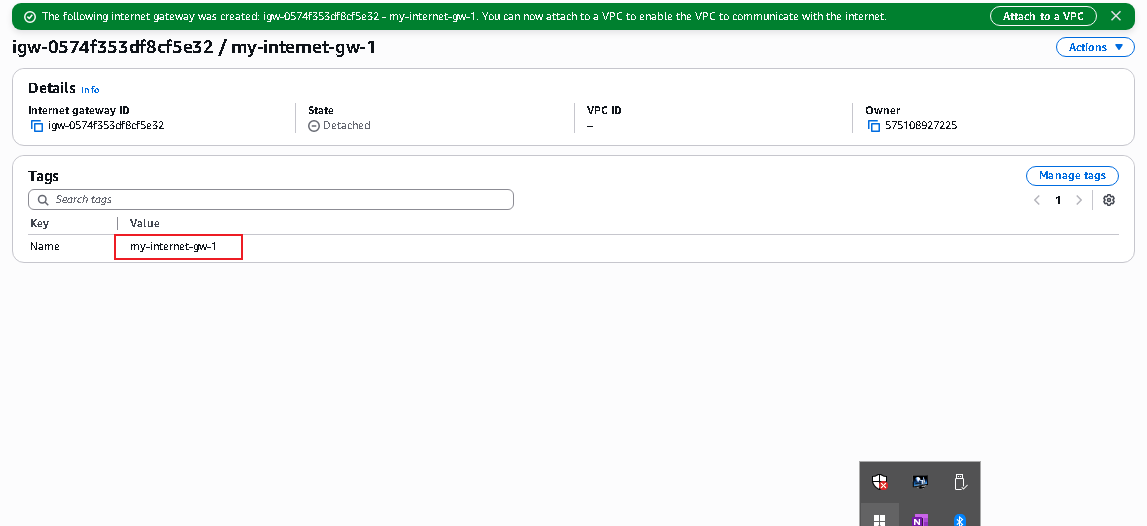 The following internet gateway was created: igw-0574f353df8cf5e32 - my-internet-gw-1. You can now attach to a VPC to enable the VPC to communicate with the internet. Attach to a VPC
igw-0574f353df8cf5e32 / my-internet-gw-1 Actions
Details Info
Internet gateway ID State VPC ID Owner
igw-0574f353df8cf5e32 Detached – 575108927225
Tags Manage tags
Search tags 1
Key Value
Name my-internet-gw-1
N